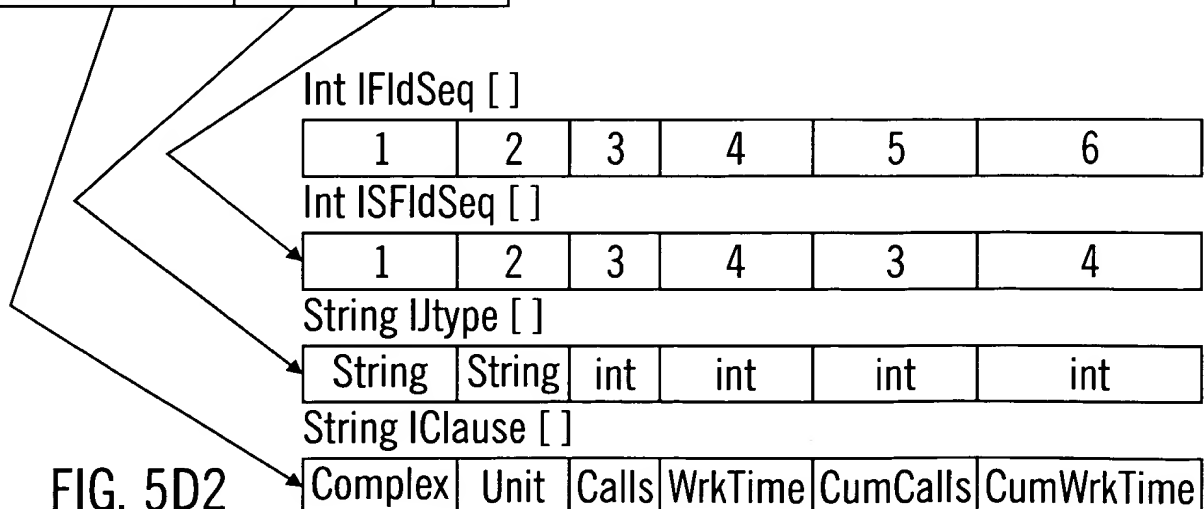 Int IFldSeq [ ]
1 2 3 4 5 6
Int ISFldSeq [ ]
1 2 3 4 3 4
String IJtype [ ]
String String int int int int
String IClause [ ]
Complex Unit Calls WrkTime CumCalls CumWrkTime
FIG. 5D2